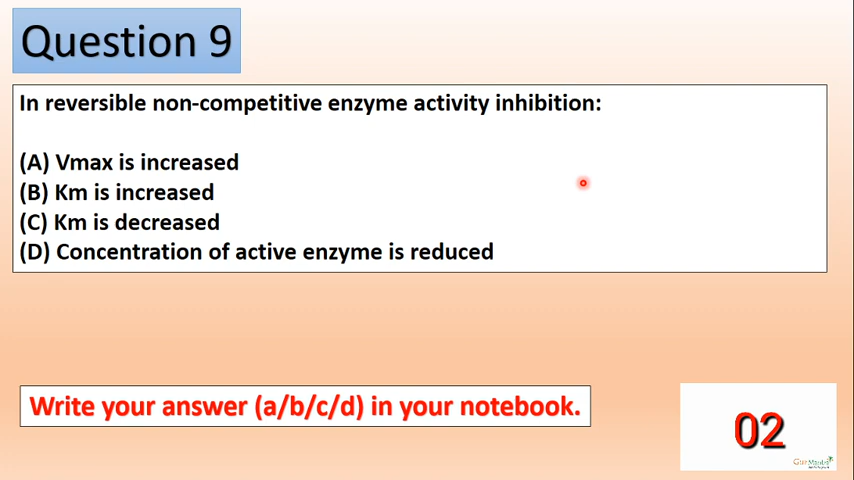 Question 9
In reversible non-competitive enzyme activity inhibition:
(A) Vmax is increased
(B) Km is increased
(C) Km is decreased
(D) Concentration of active enzyme is reduced
Write your answer (a/b/c/d) in your notebook.
02